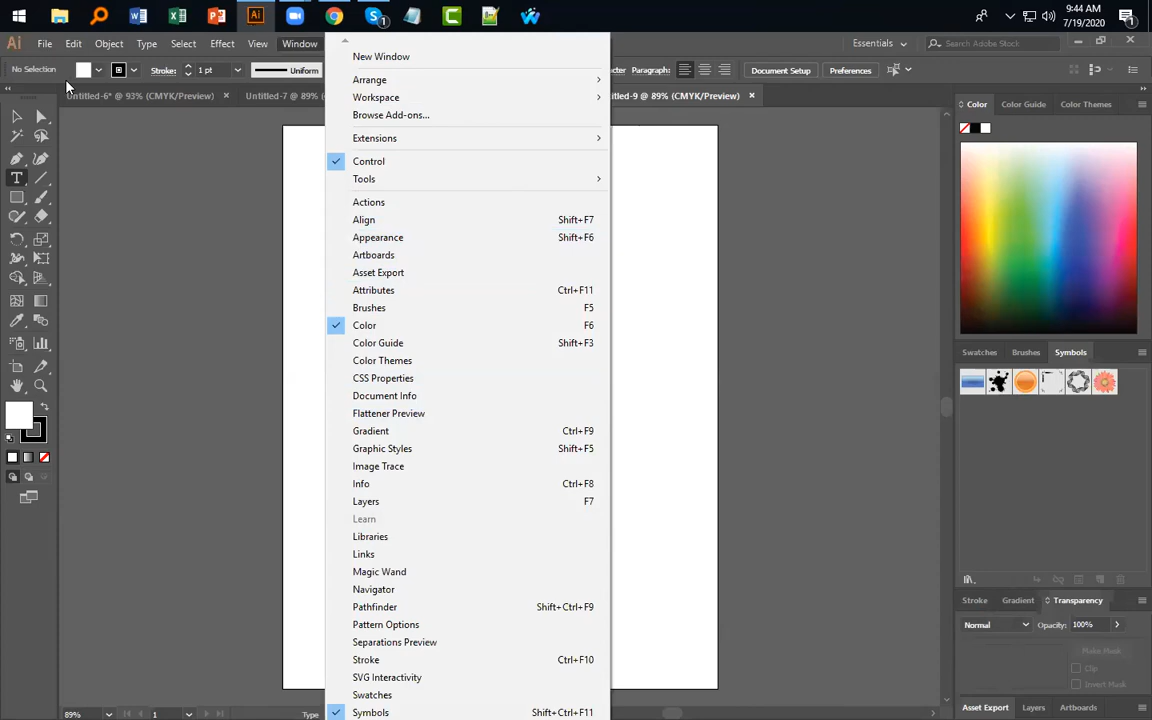 1
9:44 AM
7/19/2020
Ai File Edit Object Type Select Effect View Window
Essentials Search Adobe Stock
No Selection Stroke: 1 pt Uniform Paragraph: Document Setup Preferences
Untitled-6* @ 93% (CMYK/Preview) × Untitled-7 @ 89% 89% (CMYK/Preview) ×
New Window
Arrange
Workspace
Browse Add-ons...
Extensions
Control
Tools
Actions
Align Shift+F7
Appearance Shift+F6
Artboards
Asset Export
Attributes Ctrl+F11
Brushes F5
Color F6
Color Guide Shift+F3
Color Themes
CSS Properties
Document Info
Flattener Preview
Gradient Ctrl+F9
Graphic Styles Shift+F5
Image Trace
Info Ctrl+F8
Layers F7
Learn
Libraries
Links
Magic Wand
Navigator
Pathfinder Shift+Ctrl+F9
Pattern Options
Separations Preview
Stroke Ctrl+F10
SVG Interactivity
Swatches
Symbols Shift+Ctrl+F11
Color Color Guide Color Themes
Swatches Brushes Symbols
Stroke Gradient Transparency
Normal Opacity: 100%
Make Mask
Clip
Invert Mask
Asset Export Layers Artboards
89% 1 Type